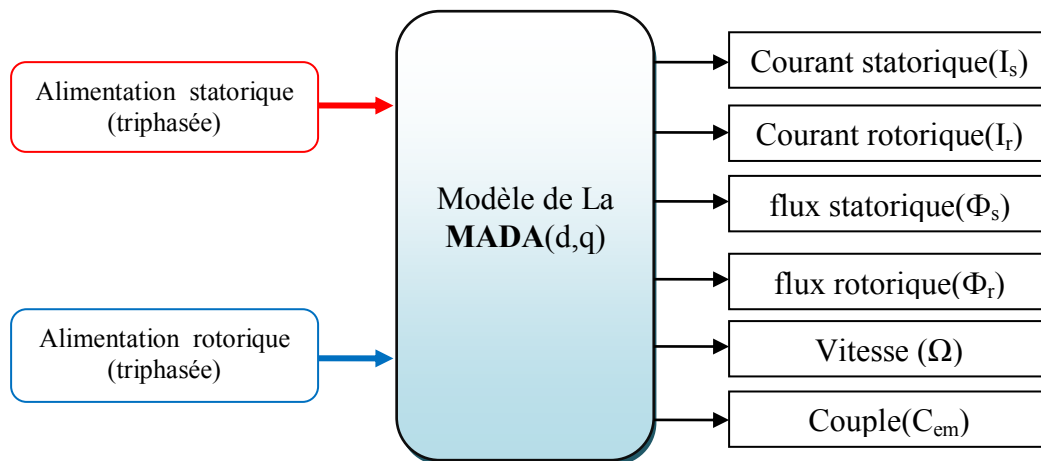 Alimentation statorique
(triphasée)
Alimentation rotorique
(triphasée)
Modèle de La
MADA(d,q)
Courant statorique(Is)
Courant rotorique(Ir)
flux statorique(Φs)
flux rotorique(Φr)
Vitesse (Ω)
Couple(Cem)